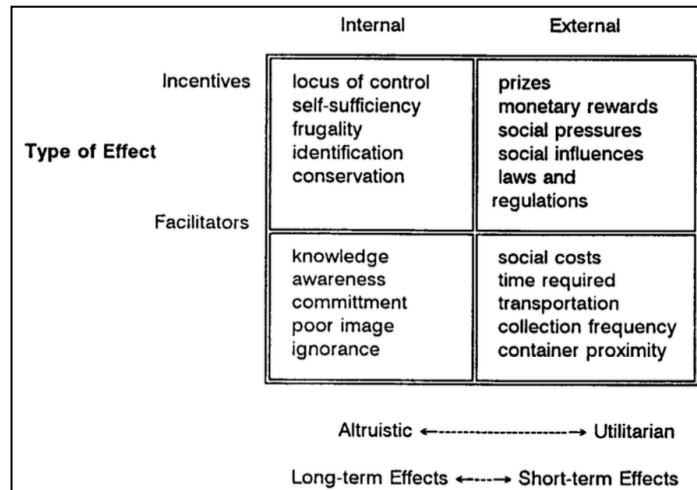 Internal External
Incentives
Type of Effect
Facilitators
locus of control
self-sufficiency
frugality
identification
conservation
prizes
monetary rewards
social pressures
social influences
laws and
regulations
knowledge
awareness
committment
poor image
ignorance
social costs
time required
transportation
collection frequency
container proximity
Altruistic Utilitarian
Long-term Effects Short-term Effects